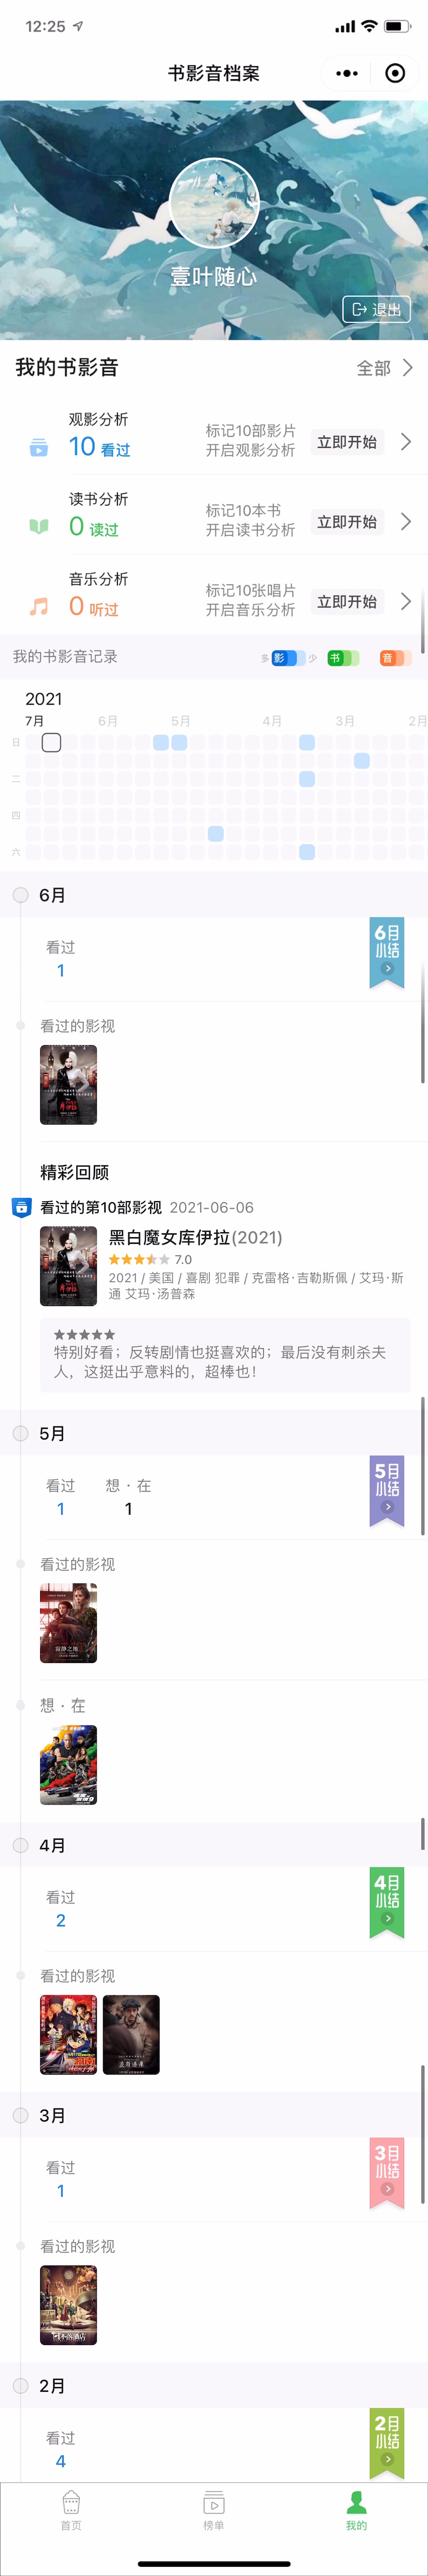 12:25
书影音档案
壹叶随心
退出
我的书影音
全部
观影分析
10 看过
标记10部影片
开启观影分析
立即开始
读书分析
0 读过
标记10本书
开启读书分析
立即开始
音乐分析
0 听过
标记10张唱片
开启音乐分析
立即开始
我的书影音记录
多 影 少 书 音
2021
7月 6月 5月 4月 3月 2月
日
二
四
六
6月
6月
小结
看过
1
看过的影视
精彩回顾
看过的第10部影视 2021-06-06
黑白魔女库伊拉(2021)
7.0
2021 / 美国 / 喜剧 犯罪 / 克雷格·吉勒斯佩 / 艾玛·斯
通 艾玛·汤普森
特别好看；反转剧情也挺喜欢的；最后没有刺杀夫
人，这挺出乎意料的，超棒也！
5月
5月
小结
看过 想·在
1 1
看过的影视
寂静之地
想·在
4月
4月
小结
看过
2
看过的影视
3月
3月
小结
看过
1
看过的影视
2月
2月
小结
看过
4
首页 榜单 我的